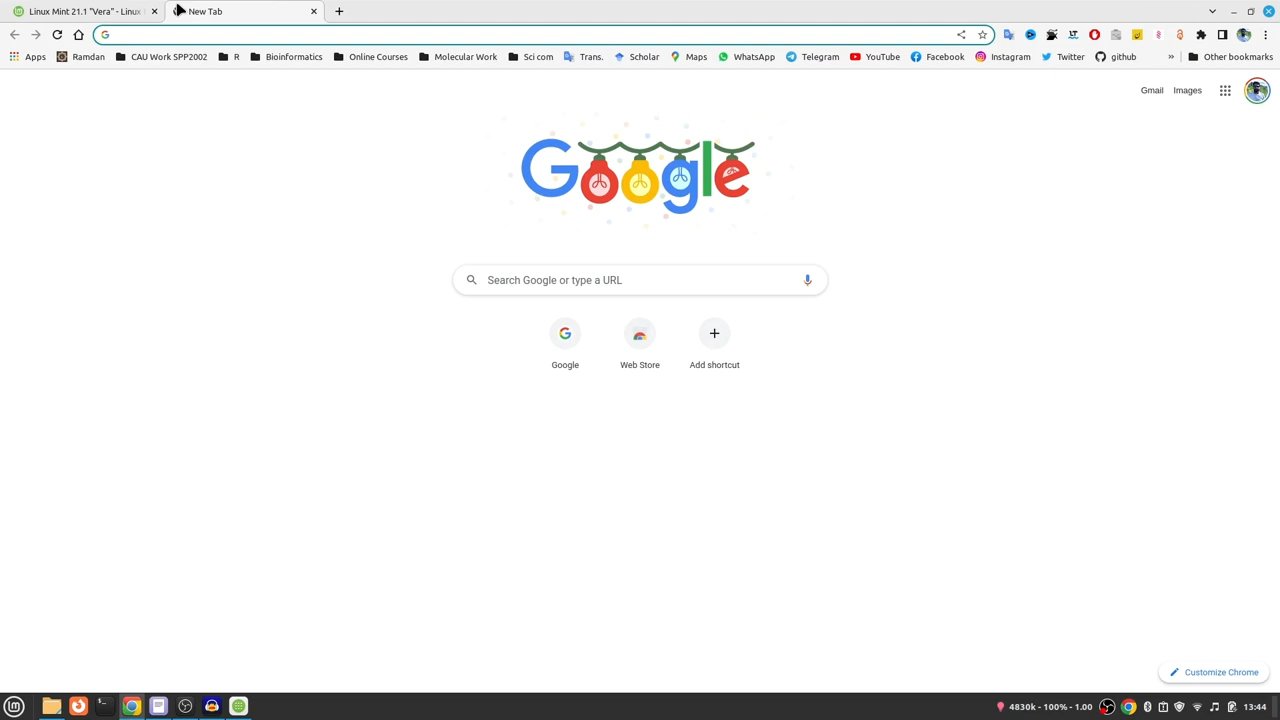 Linux Mint 21.1 "Vera" - Linux
New Tab
Apps
Ramdan
CAU Work SPP2002
R
Bioinformatics
Online Courses
Molecular Work
Sci com
Trans.
Scholar
Maps
WhatsApp
Telegram
YouTube
Facebook
Instagram
Twitter
github
»
Other bookmarks
Gmail
Images
Google
Search Google or type a URL
Google
Web Store
Add shortcut
Customize Chrome
4830k - 100% - 1.00
13:44